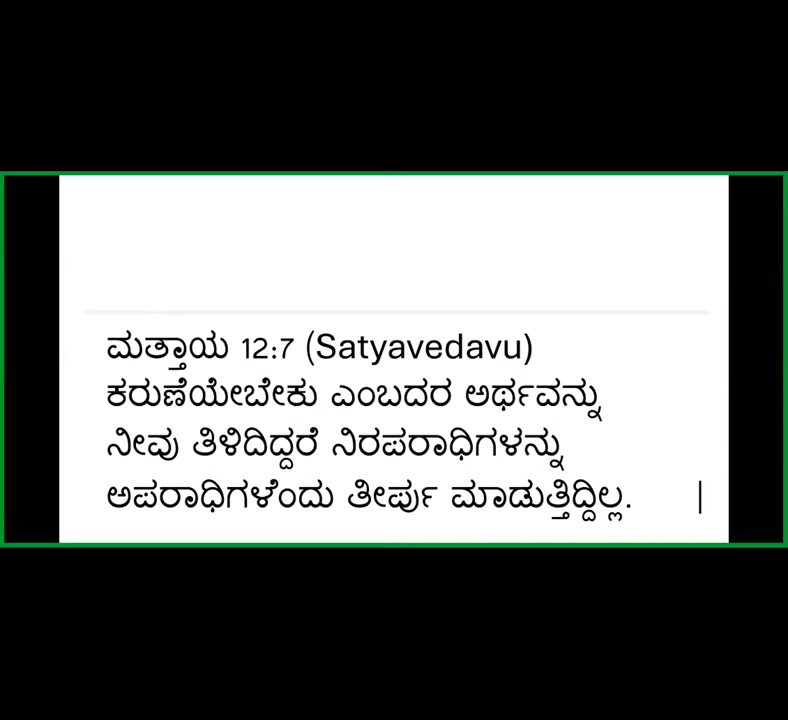 ಮತ್ತಾಯ 12:7 (Satyavedavu)
ಕರುಣೆಯೇಬೇಕು ಎಂಬದರ ಅರ್ಥವನ್ನು
ನೀವು ತಿಳಿದಿದ್ದರೆ ನಿರಪರಾಧಿಗಳನ್ನು
ಅಪರಾಧಿಗಳೆಂದು ತೀರ್ಪು ಮಾಡುತ್ತಿದ್ದಿಲ್ಲ. |